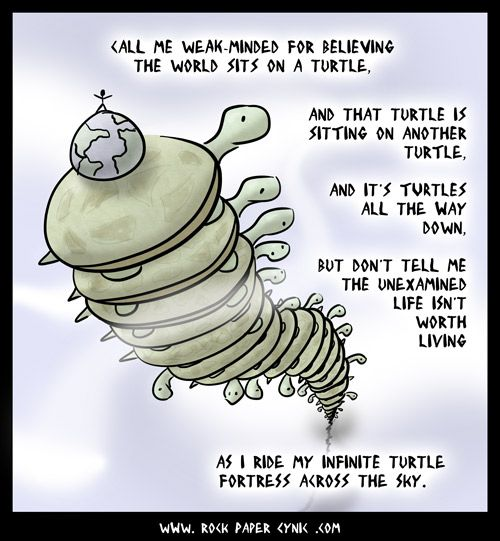 CALL ME WEAK-MINDED FOR BELIEVING
THE WORLD SITS ON A TURTLE,
AND THAT TURTLE IS
SITTING ON ANOTHER
TURTLE,
AND IT'S TURTLES
ALL THE WAY
DOWN,
BUT DON'T TELL ME
THE UNEXAMINED
LIFE ISN'T
WORTH
LIVING
AS I RIDE MY INFINITE TURTLE
FORTRESS ACROSS THE SKY.
WWW. ROCK PAPER CYNIC .COM